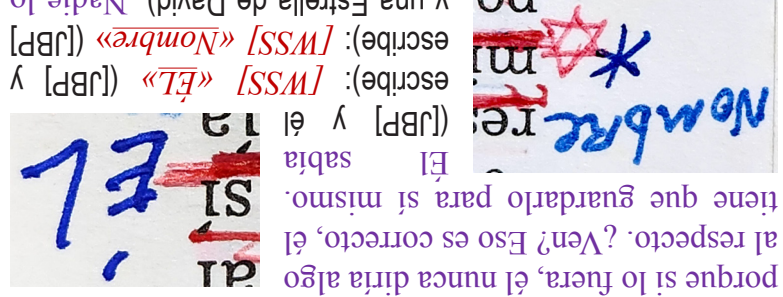 porque si lo fuera, él nunca diría algo
al respecto. ¿Ven? Eso es correcto, él
tiene que guardarlo para sí mismo.
Él sabía
([JBP] y él
escribe): [WSS] «ÉL» ([JBP] y
escribe): [WSS] «Nombre» ([JBP]
y una Estrella de David). Nadie lo
NOMBRE
res
ÉL